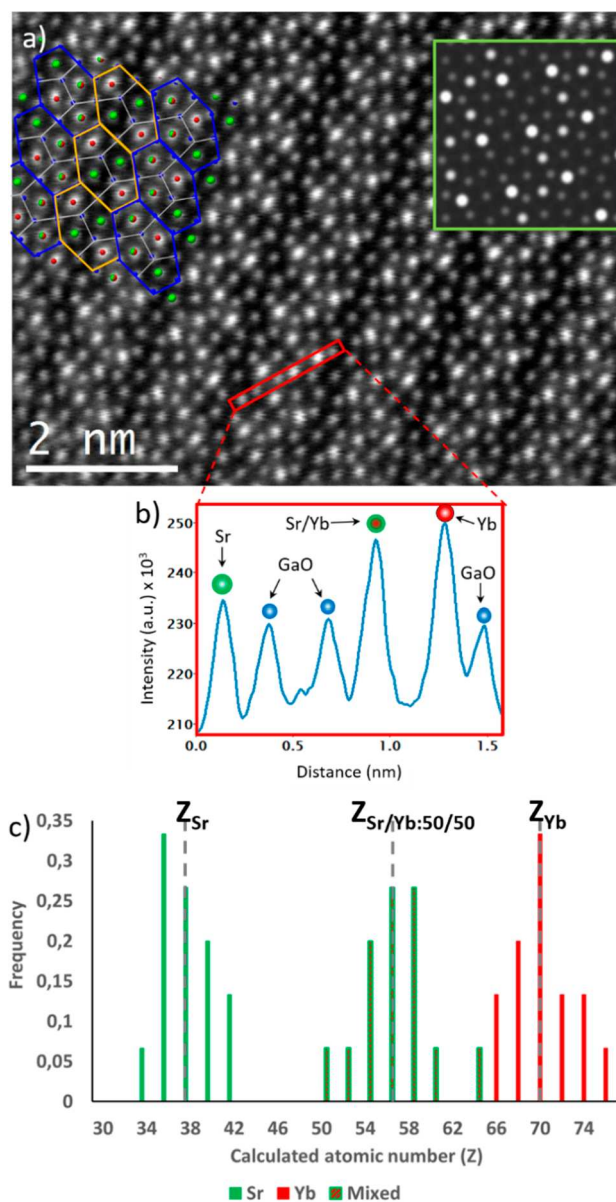 a)
2 nm
b)
250
240
230
220
210
Intensity (a.u.) x 10³
Sr
GaO
Sr/Yb
Yb
GaO
0.0 0.5 1.0 1.5
Distance (nm)
c)
Z_Sr Z_Sr/Yb:50/50 Z_Yb
0,35
0,3
0,25
0,2
0,15
0,1
0,05
0
Frequency
30 34 38 42 46 50 54 58 62 66 70 74
Calculated atomic number (Z)
Sr Yb Mixed